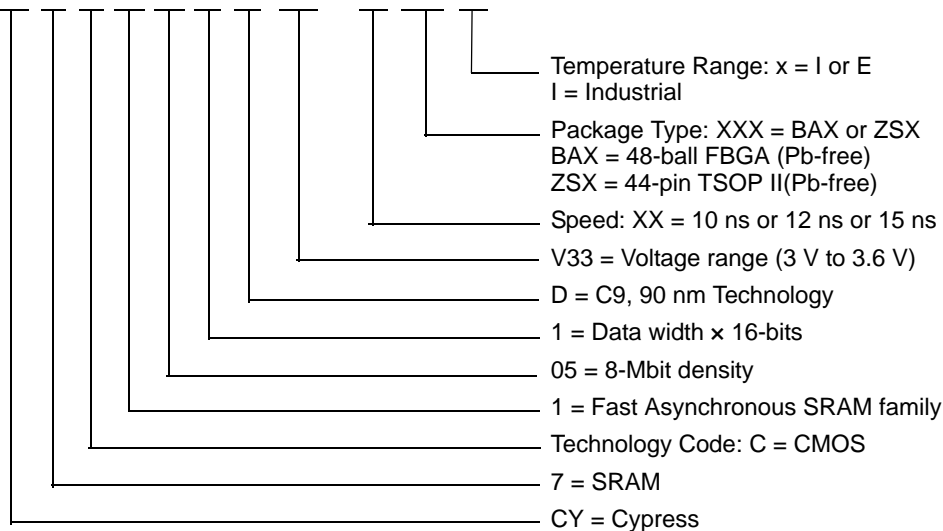 Temperature Range: x = I or E
I = Industrial
Package Type: XXX = BAX or ZSX
BAX = 48-ball FBGA (Pb-free)
ZSX = 44-pin TSOP II(Pb-free)
Speed: XX = 10 ns or 12 ns or 15 ns
V33 = Voltage range (3 V to 3.6 V)
D = C9, 90 nm Technology
1 = Data width × 16-bits
05 = 8-Mbit density
1 = Fast Asynchronous SRAM family
Technology Code: C = CMOS
7 = SRAM
CY = Cypress